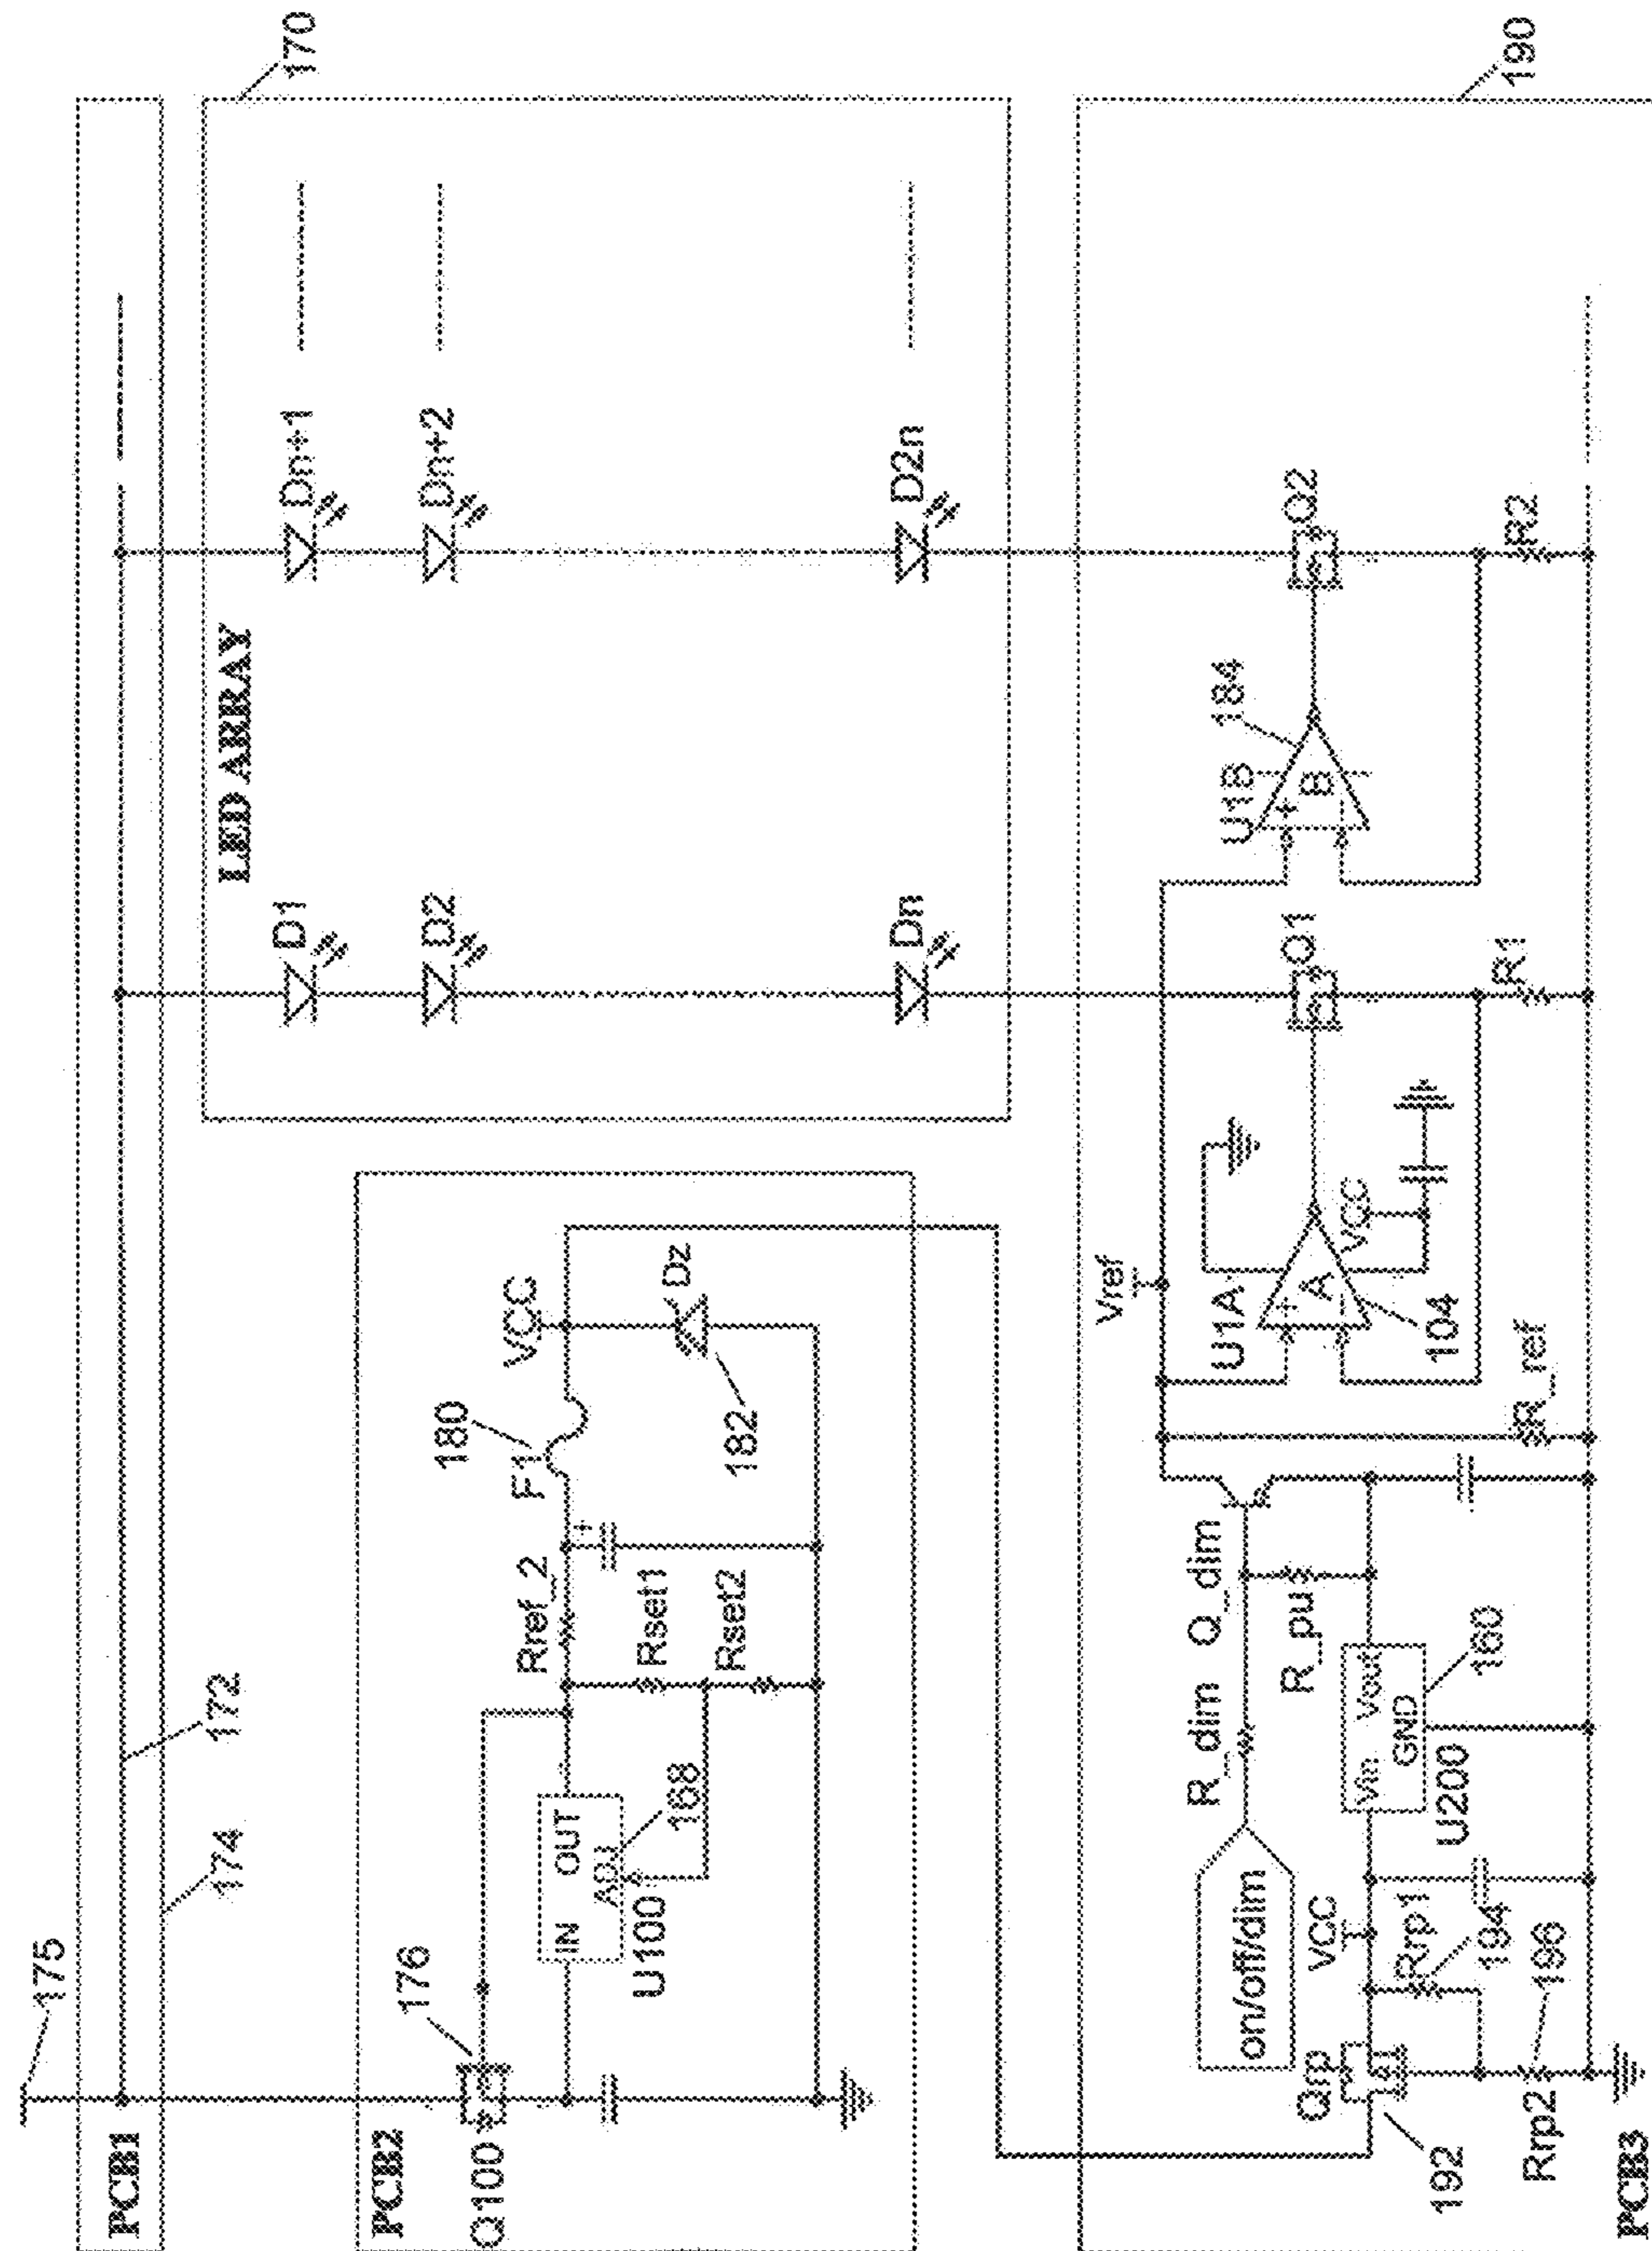 175
PCB1
174
172
170
PCB2
Q100
176
IN
OUT
ADJ
U100
168
Rref_2
Rset1
Rset2
F1
180
VCC
Dz
182
LED ARRAY
D1
D2
Dn
Dn+1
Dn+2
D2n
190
PCB3
192
Qrp
Rrp2
196
Rrp1
194
VCC
on/off/dim
R_dim
Q_dim
R_pu
Vin
Vout
GND
U200
160
R_ref
Vref
U1A
+
A
-
104
VCC
Q1
R1
U1B
184
+
B
-
Q2
R2